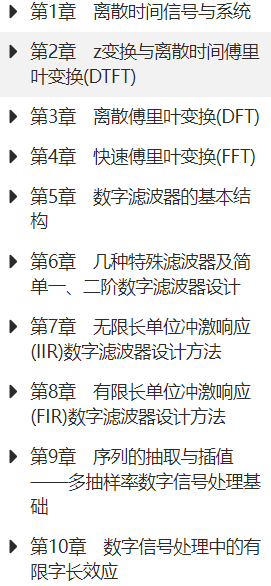 第1章 离散时间信号与系统
第2章 z变换与离散时间傅里
叶变换(DTFT)
第3章 离散傅里叶变换(DFT)
第4章 快速傅里叶变换(FFT)
第5章 数字滤波器的基本结
构
第6章 几种特殊滤波器及简
单一、二阶数字滤波器设计
第7章 无限长单位冲激响应
(IIR)数字滤波器设计方法
第8章 有限长单位冲激响应
(FIR)数字滤波器设计方法
第9章 序列的抽取与插值
——多抽样率数字信号处理基
础
第10章 数字信号处理中的有
限字长效应